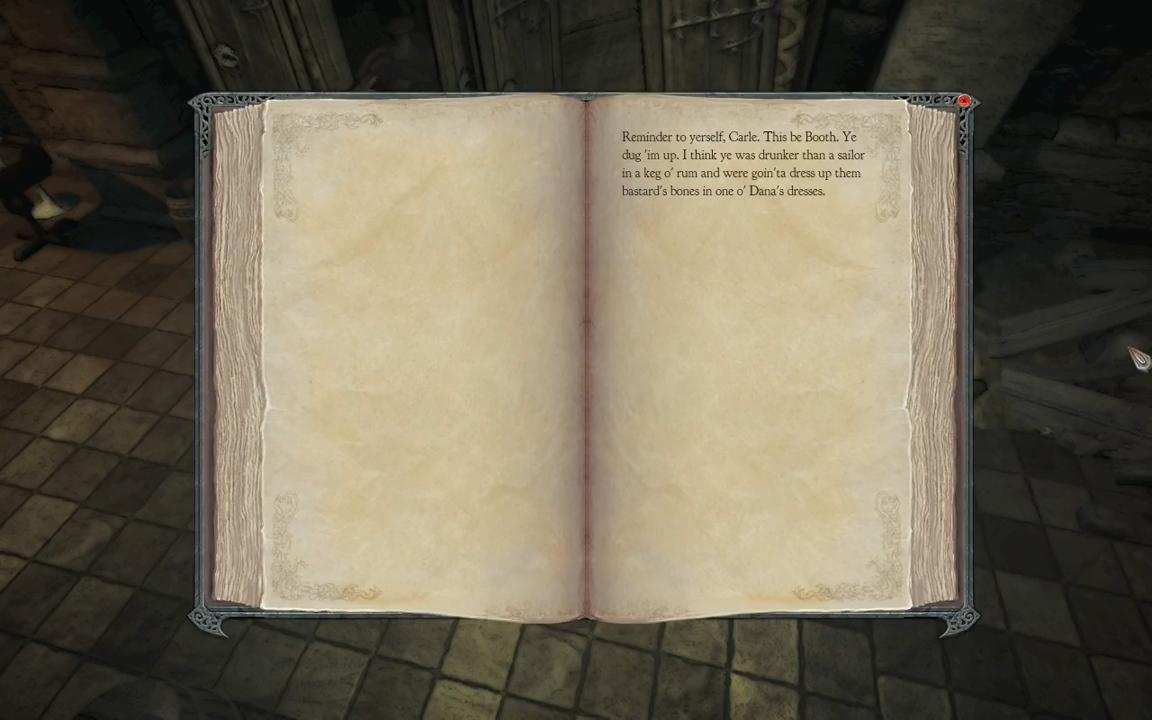 Reminder to yerself, Carle. This be Booth. Ye
dug 'im up. I think ye was drunker than a sailor
in a keg o' rum and were goin'ta dress up them
bastard's bones in one o' Dana's dresses.